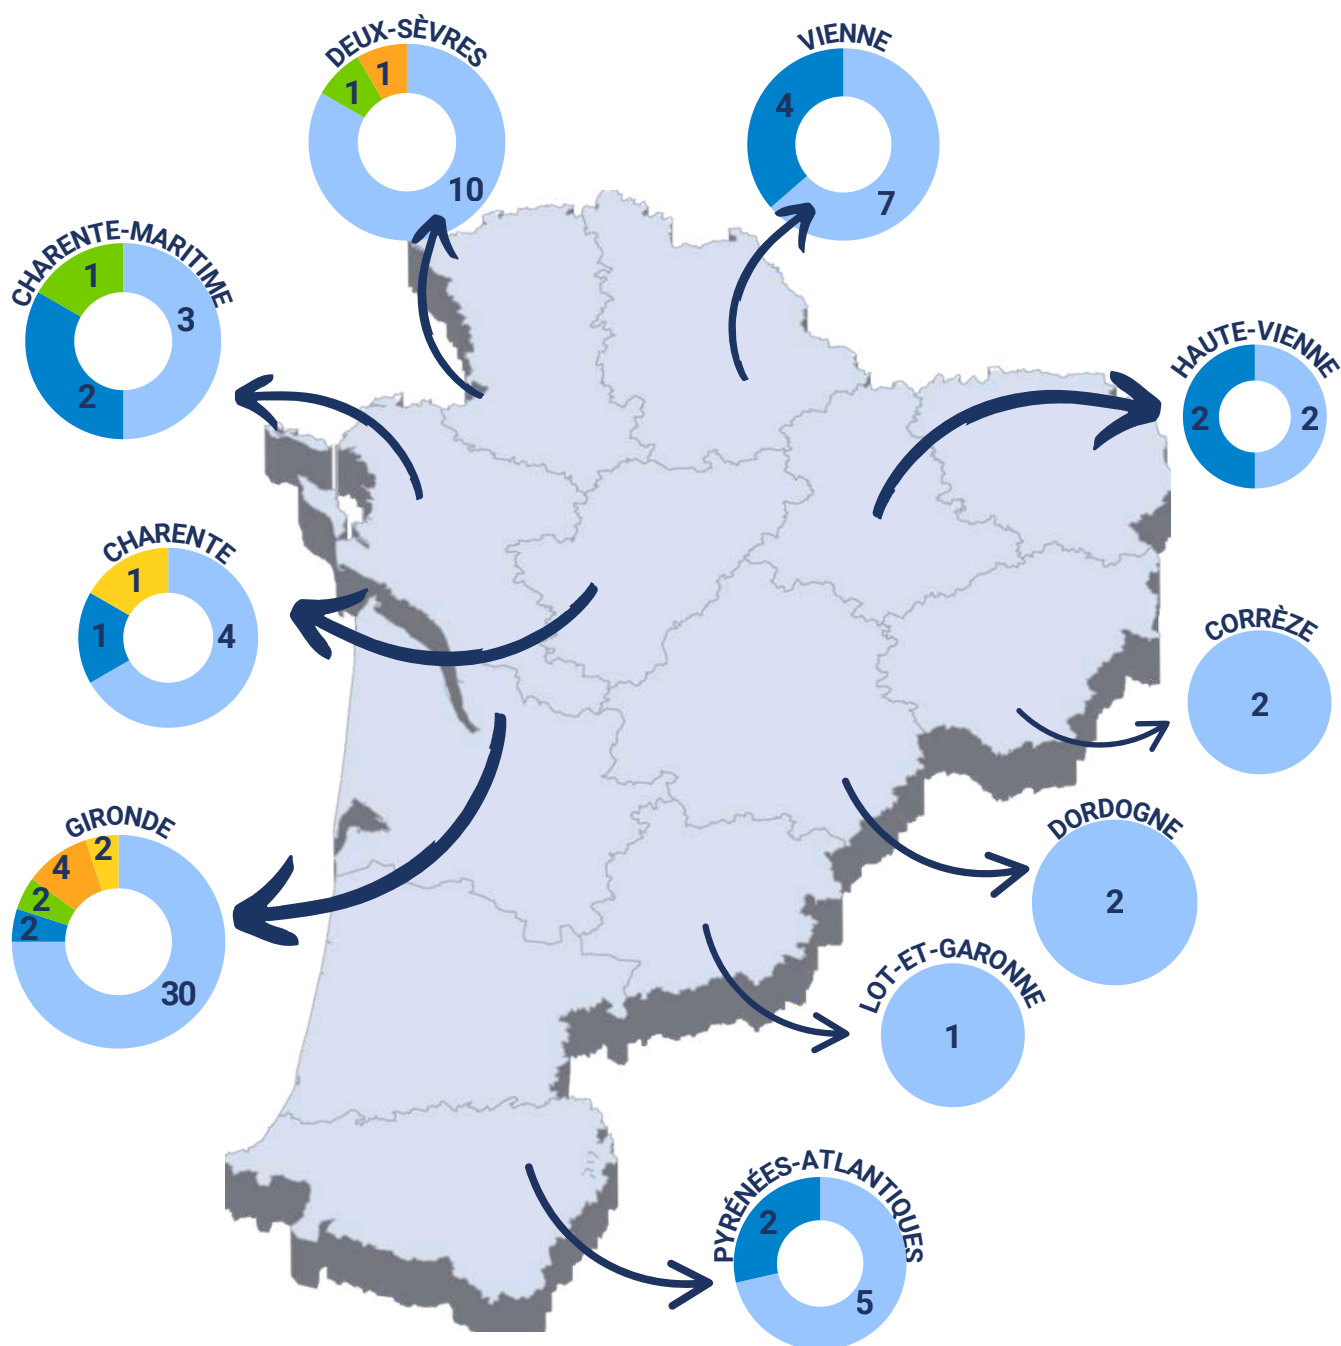 DEUX-SÈVRES
1
1
10
VIENNE
4
7
CHARENTE-MARITIME
1
3
2
HAUTE-VIENNE
2
2
CHARENTE
1
1
4
CORRÈZE
2
GIRONDE
2
4
2
2
30
DORDOGNE
2
LOT-ET-GARONNE
1
PYRÉNÉES-ATLANTIQUES
2
5